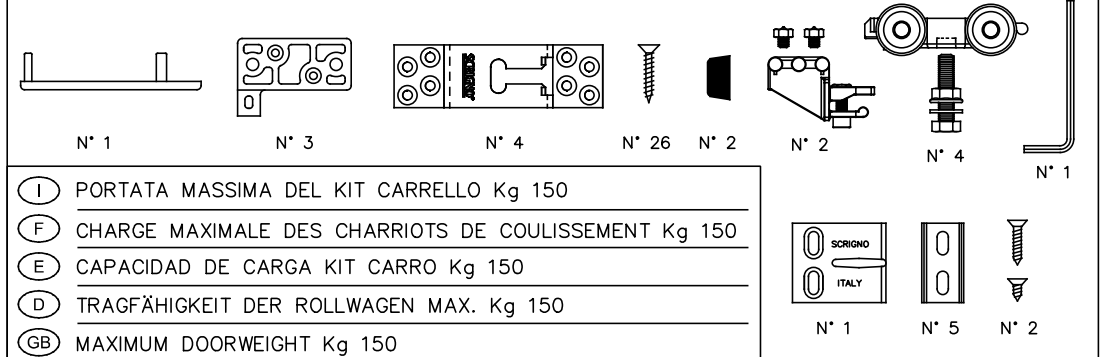 SCRIGNO
N° 1
N° 3
N° 4
N° 26
N° 2
N° 2
N° 4
N° 1
I PORTATA MASSIMA DEL KIT CARRELLO Kg 150
F CHARGE MAXIMALE DES CHARRIOTS DE COULISSEMENT Kg 150
E CAPACIDAD DE CARGA KIT CARRO Kg 150
D TRAGFÄHIGKEIT DER ROLLWAGEN MAX. Kg 150
GB MAXIMUM DOORWEIGHT Kg 150
SCRIGNO
ITALY
N° 1
N° 5
N° 2